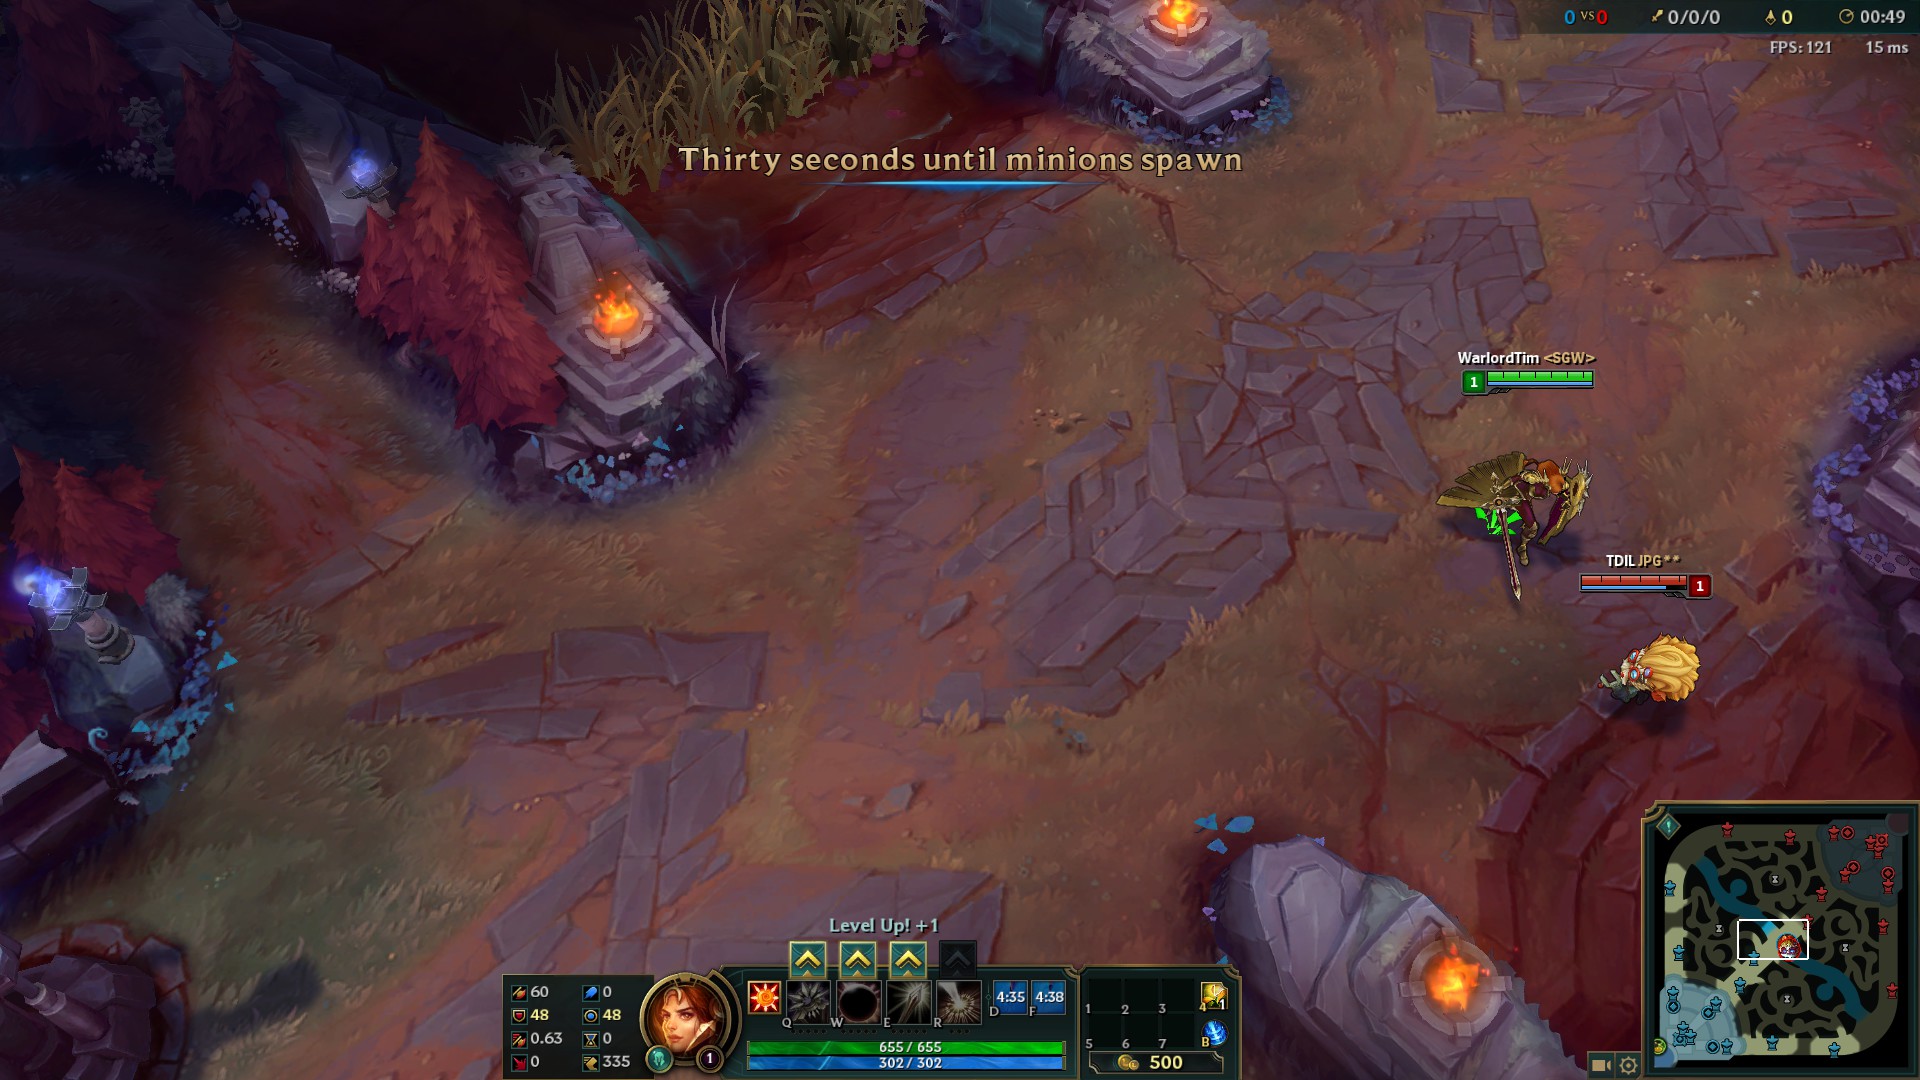 0 VS 0 0/0/0 0 00:49
FPS: 121 15 ms
Thirty seconds until minions spawn
WarlordTim <SGW>
1
TDIL JPG**
1
Level Up! +1
60 0
48 48
0.63 0
0 335
1
Q W E R
4:35 4:38
D F
655 / 655
302 / 302
1 2 3 4 1
5 6 7 B
500